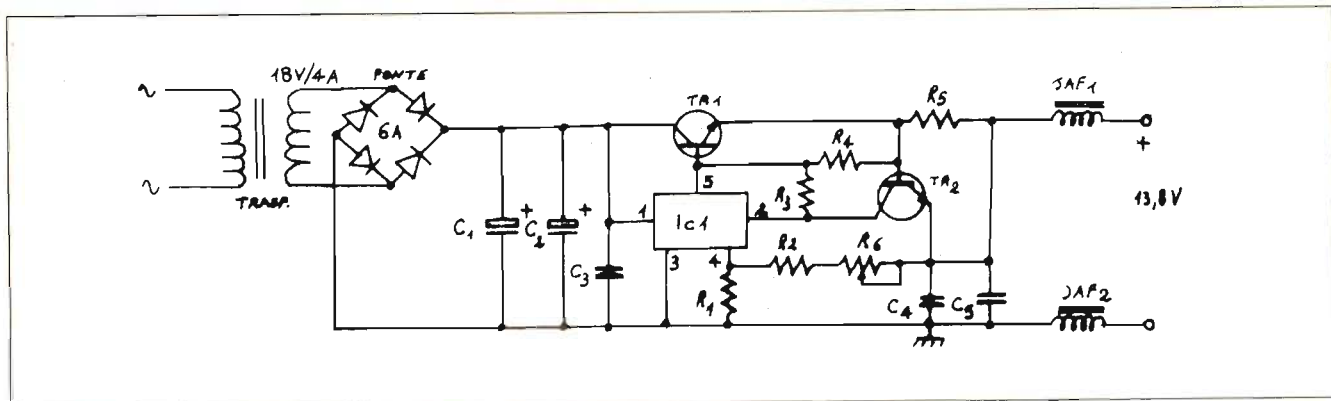 18V/4A
PONTE
~
~
6A
TRASF.
C1
+
C2
+
C3
TR1
5
1
Ic1
2
3
4
R1
R2
R3
R4
R5
R6
TR2
C4
C5
JAF1
+
13,8V
JAF2